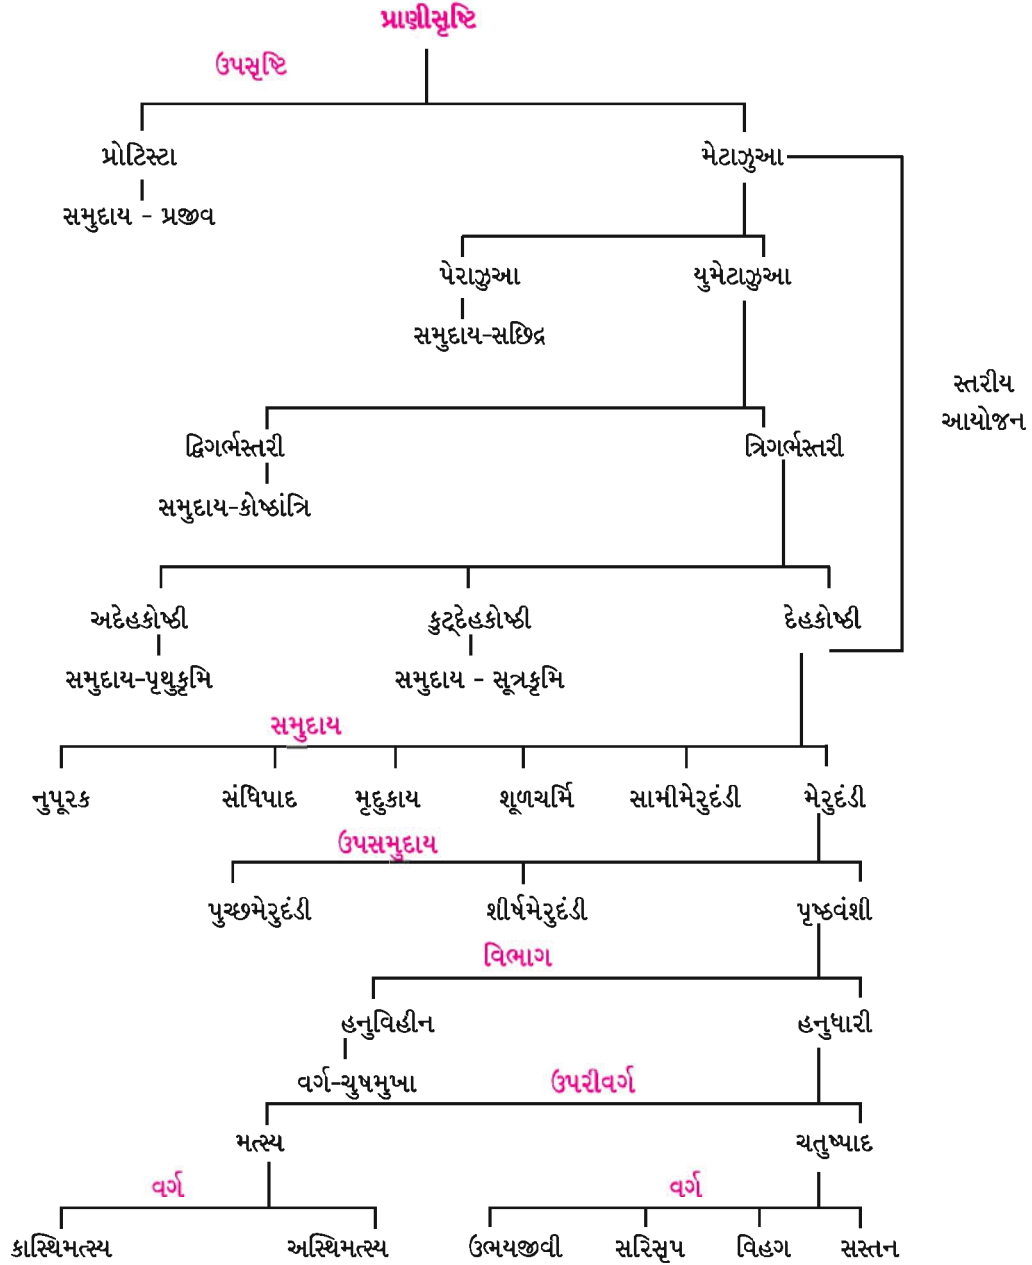 પ્રાણીસૃષ્ટિ
ઉપસૃષ્ટિ
પ્રોટિસ્ટા
મેટાઝુઆ
સમુદાય - પ્રજીવ
પેરાઝુઆ
યુમેટાઝુઆ
સમુદાય-સછિદ્ર
સ્તરીય
આયોજન
દ્વિગર્ભસ્તરી
ત્રિગર્ભસ્તરી
સમુદાય-કોષ્ઠાંત્રિ
અદેહકોષ્ઠી
કુટ્દેહકોષ્ઠી
દેહકોષ્ઠી
સમુદાય-પૃથુકૃમિ
સમુદાય - સૂત્રકૃમિ
સમુદાય
નુપૂરક
સંધિપાદ
મૃદુકાય
શૂળચર્મિ
સામીમેરુદંડી
મેરુદંડી
ઉપસમુદાય
પુચ્છમેરુદંડી
શીર્ષમેરુદંડી
પૃષ્ઠવંશી
વિભાગ
હનુવિહીન
હનુધારી
વર્ગ-ચુષમુખા
ઉપરીવર્ગ
મત્સ્ય
ચતુષ્પાદ
વર્ગ
વર્ગ
કાસ્થિમત્સ્ય
અસ્થિમત્સ્ય
ઉભયજીવી
સરિસૃપ
વિહગ
સસ્તન